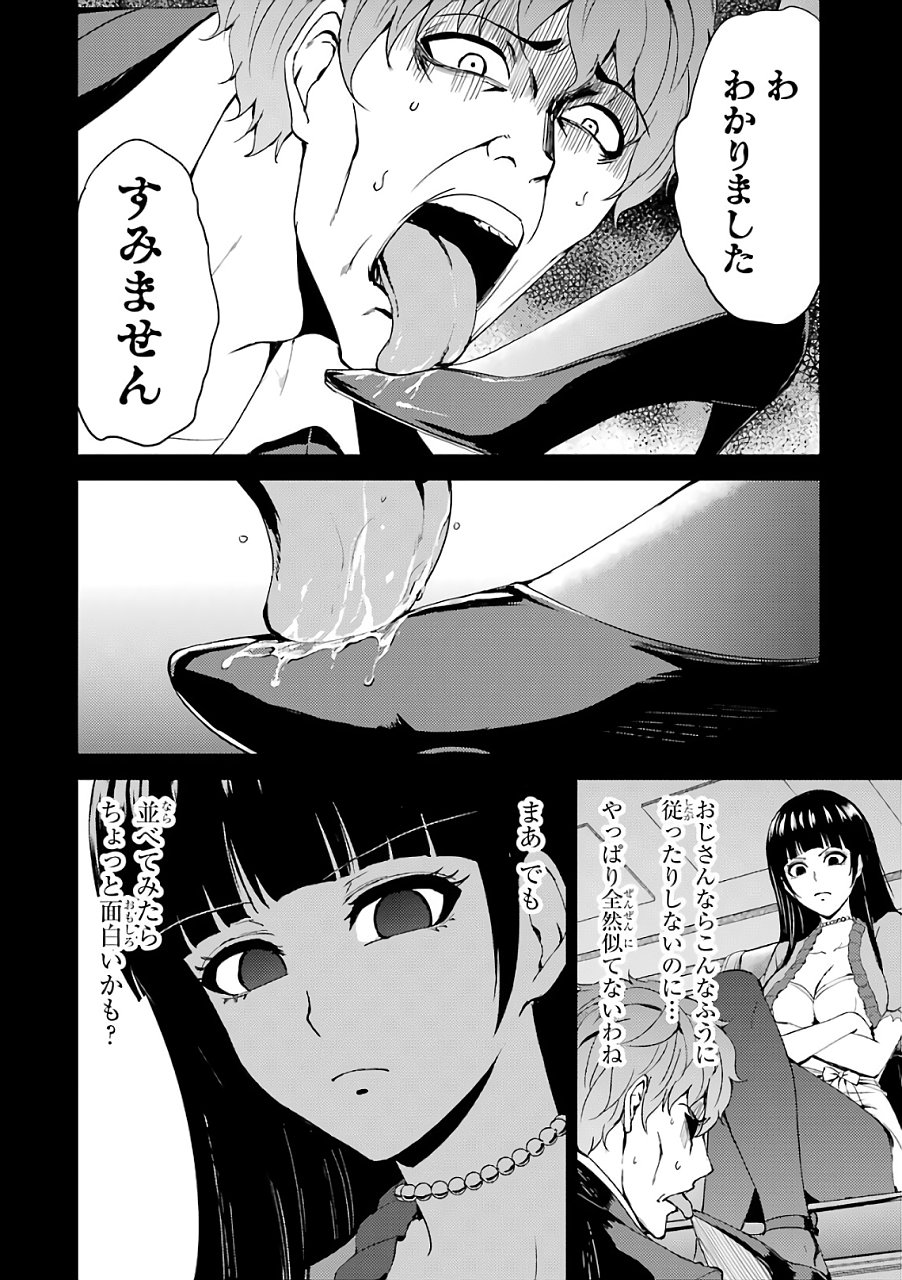 わ
わかりました
すみません
おじさんならこんなふうに
従ったりしないのに…
やっぱり全然似てないわね
まあ でも
並べてみたら
ちょっと面白いかも?